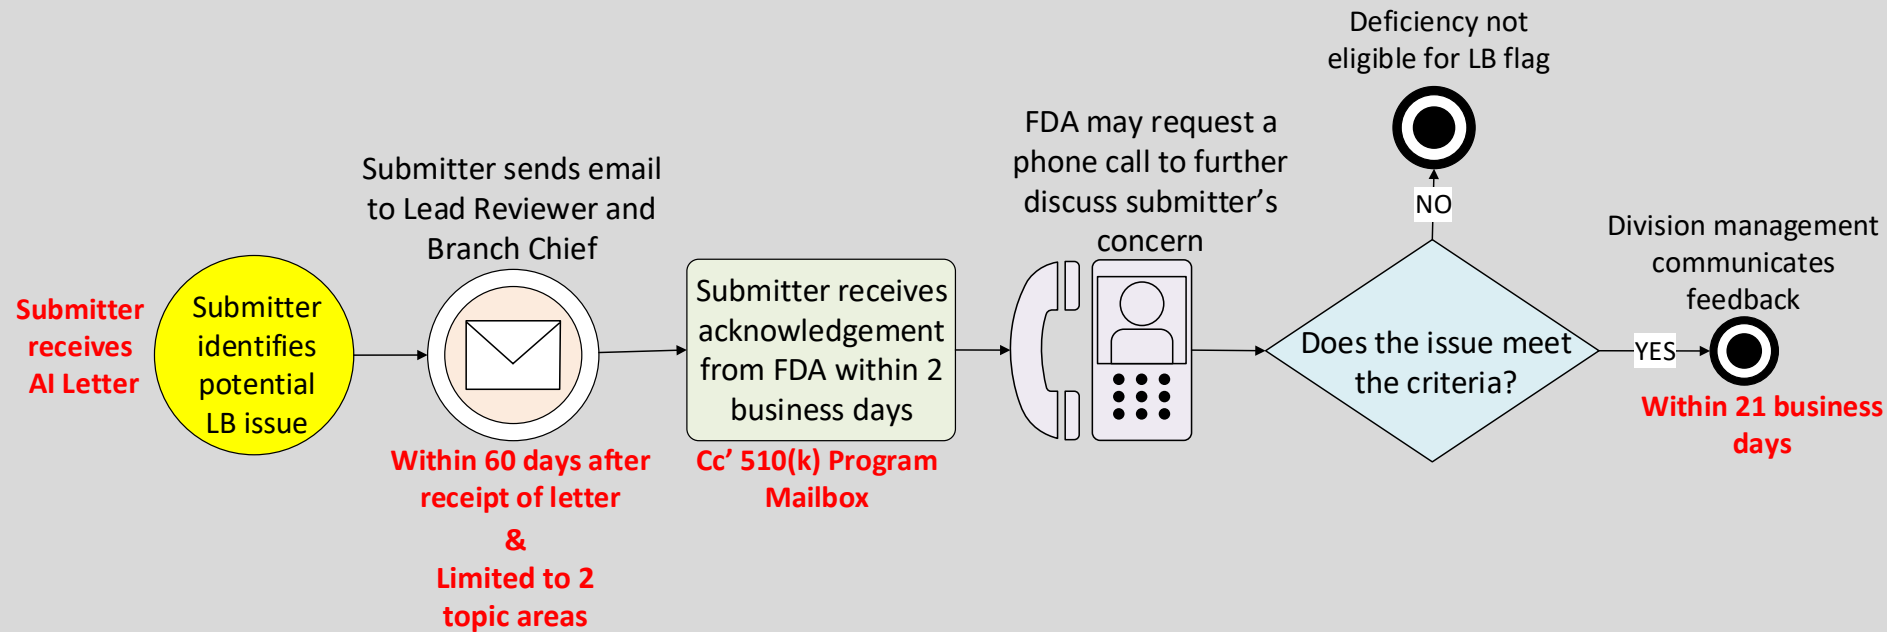 Submitter
receives
AI Letter
Submitter
identifies
potential
LB issue
Submitter sends email
to Lead Reviewer and
Branch Chief
Within 60 days after
receipt of letter
&
Limited to 2
topic areas
Submitter receives
acknowledgement
from FDA within 2
business days
Cc’ 510(k) Program
Mailbox
FDA may request a
phone call to further
discuss submitter’s
concern
Does the issue meet
the criteria?
NO
Deficiency not
eligible for LB flag
YES
Division management
communicates
feedback
Within 21 business
days